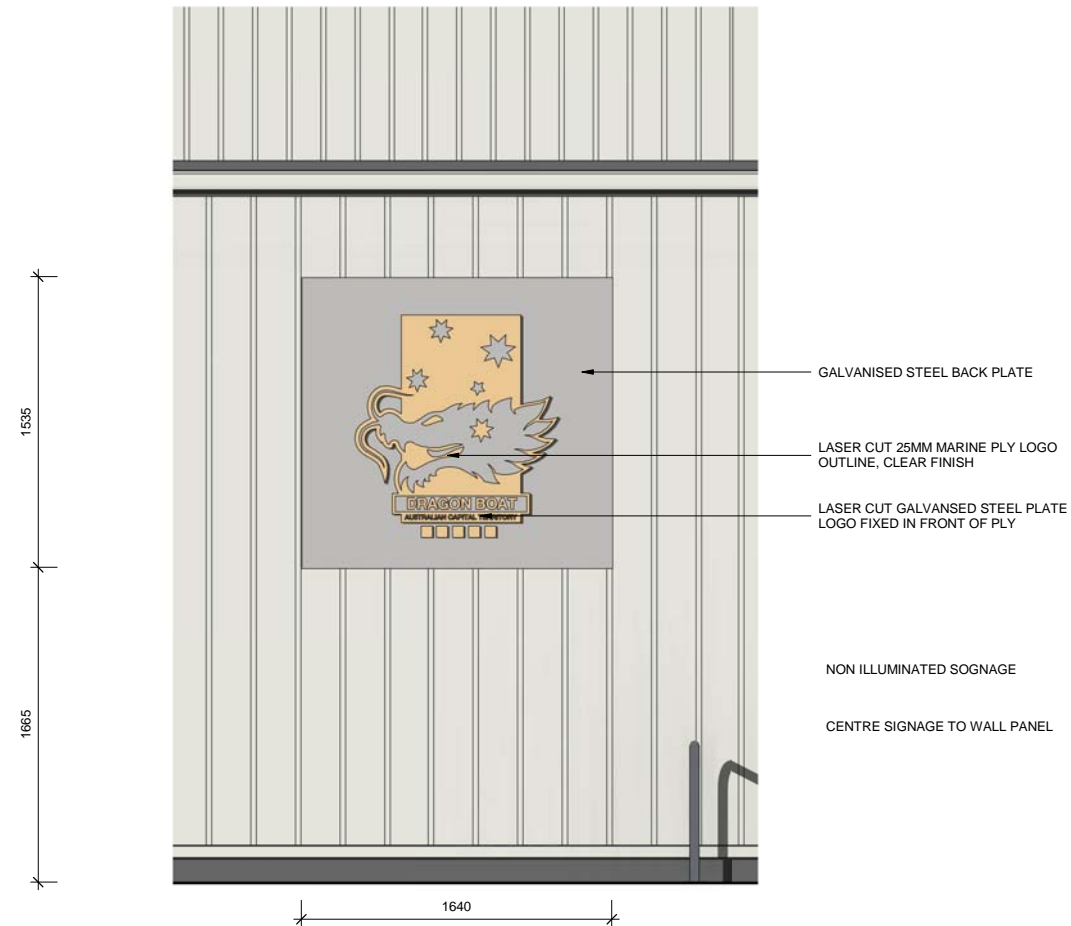 1535
1665
1640
DRAGON BOAT
AUSTRALIAN CAPITAL TERRITORY
GALVANISED STEEL BACK PLATE
LASER CUT 25MM MARINE PLY LOGO
OUTLINE, CLEAR FINISH
LASER CUT GALVANSED STEEL PLATE
LOGO FIXED IN FRONT OF PLY
NON ILLUMINATED SOGNAGE
CENTRE SIGNAGE TO WALL PANEL